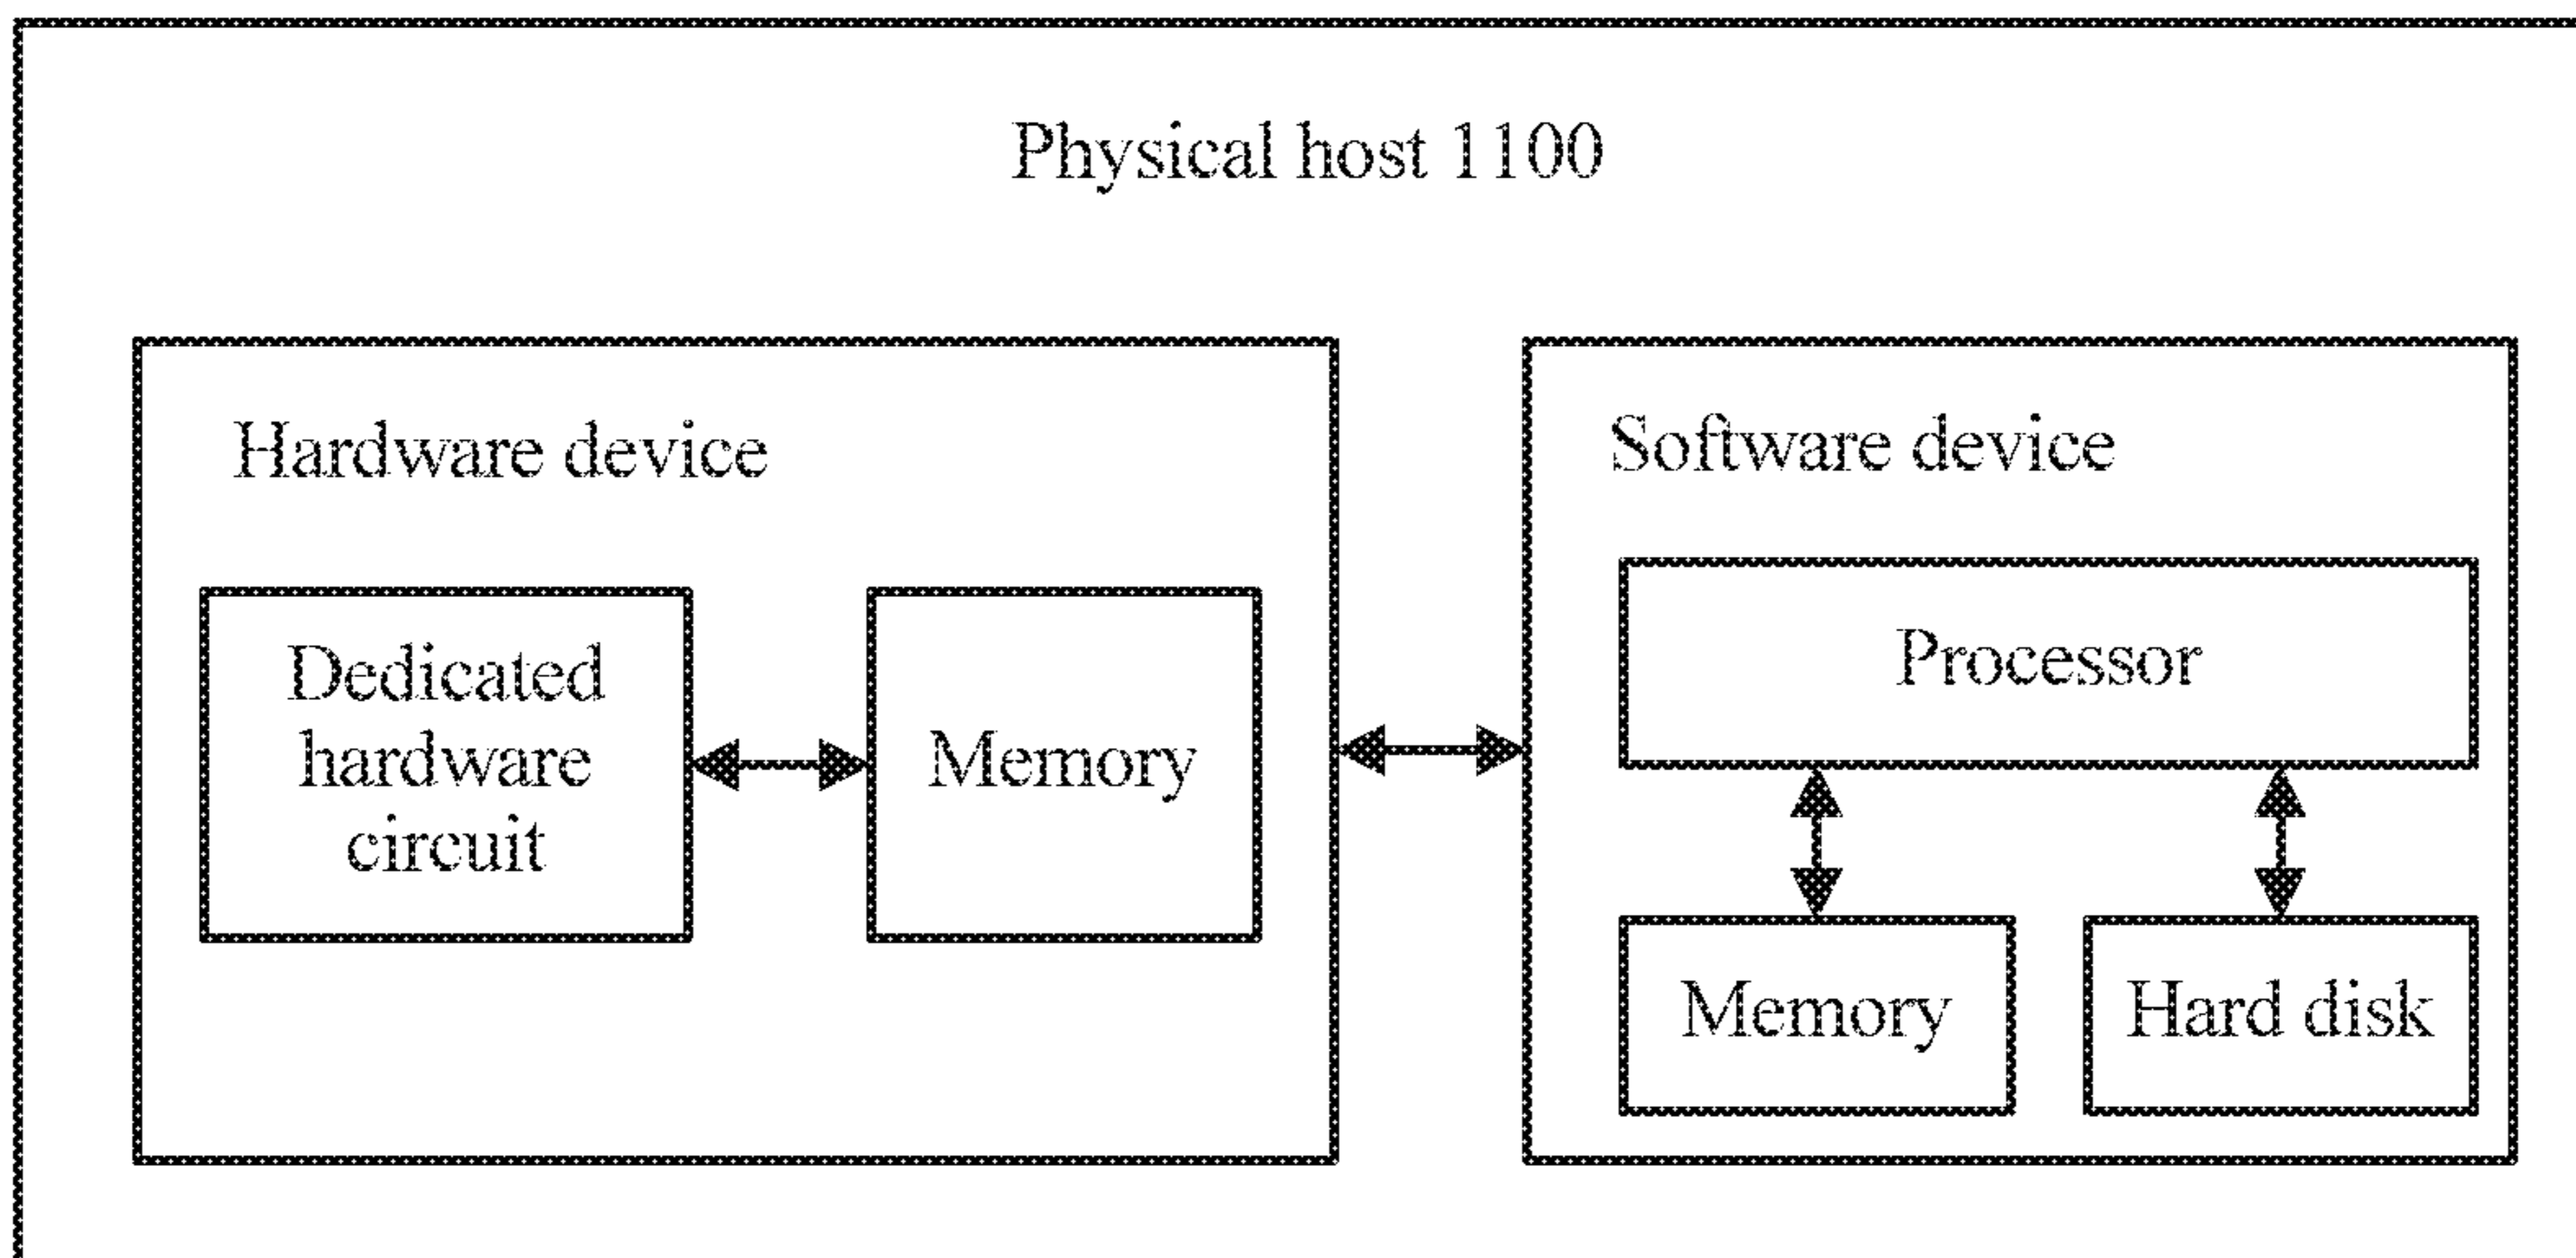 Physical host 1100
Hardware device
Dedicated
hardware
circuit
Memory
Software device
Processor
Memory
Hard disk